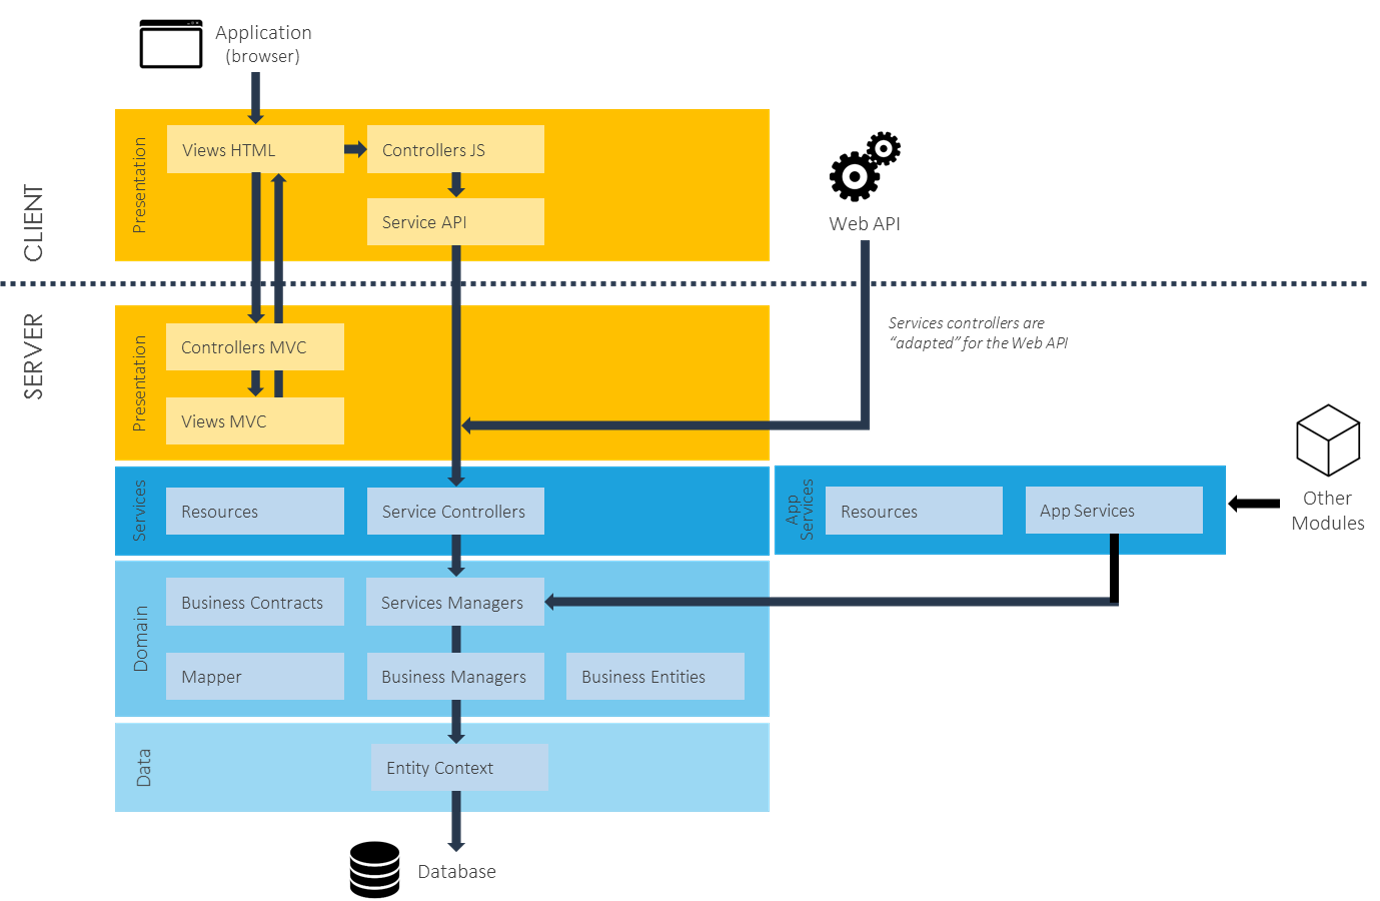 Application
(browser)
CLIENT
Presentation
Views HTML
Controllers JS
Service API
Web API
SERVER
Presentation
Controllers MVC
Views MVC
Services controllers are
“adapted” for the Web API
Services
Resources
Service Controllers
App
Services
Resources
App Services
Other
Modules
Domain
Business Contracts
Services Managers
Mapper
Business Managers
Business Entities
Data
Entity Context
Database